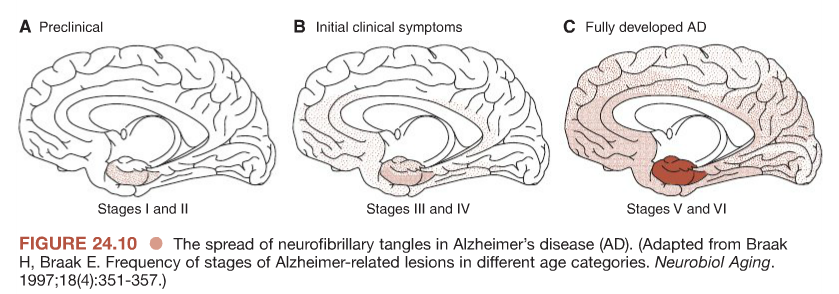 A Preclinical
B Initial clinical symptoms
C Fully developed AD
Stages I and II
Stages III and IV
Stages V and VI
FIGURE 24.10 ● The spread of neurofibrillary tangles in Alzheimer's disease (AD). (Adapted from Braak
H, Braak E. Frequency of stages of Alzheimer-related lesions in different age categories. Neurobiol Aging.
1997;18(4):351-357.)